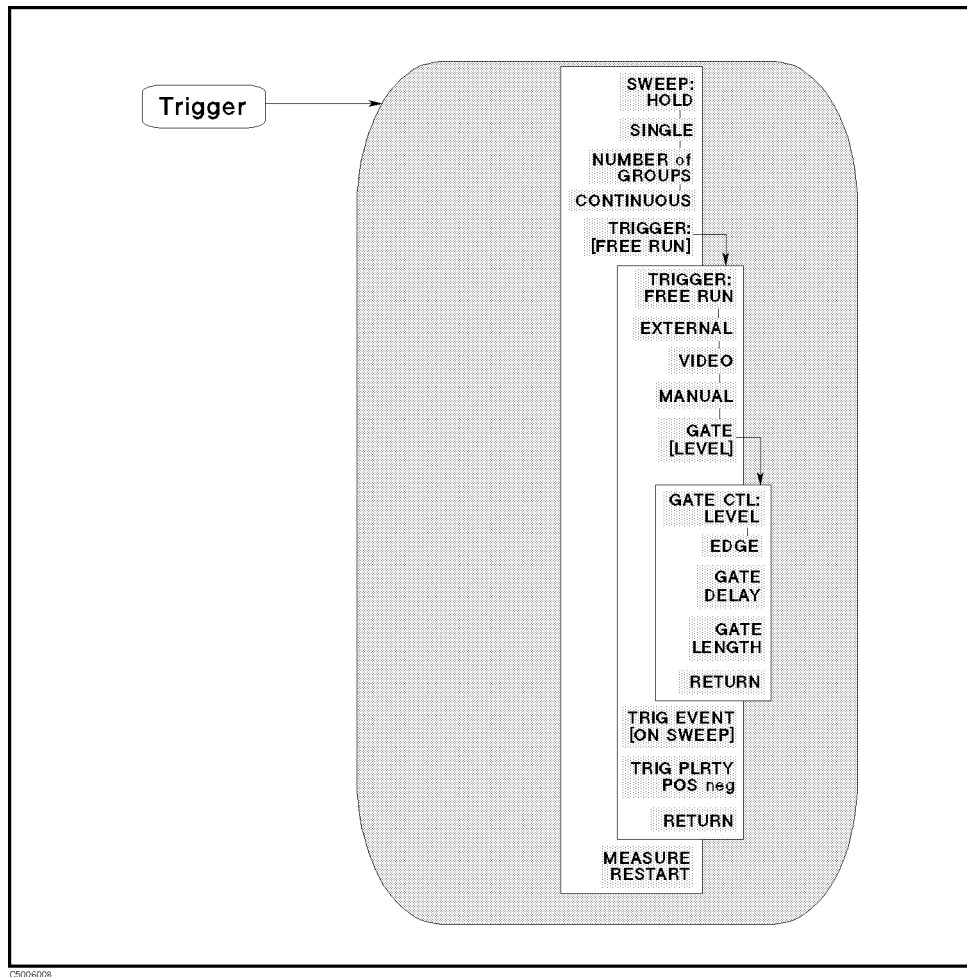 Trigger
SWEEP:
HOLD
SINGLE
NUMBER of
GROUPS
CONTINUOUS
TRIGGER:
[FREE RUN]
TRIGGER:
FREE RUN
EXTERNAL
VIDEO
MANUAL
GATE
[LEVEL]
GATE CTL:
LEVEL
EDGE
GATE
DELAY
GATE
LENGTH
RETURN
TRIG EVENT
[ON SWEEP]
TRIG PLRTY
POS neg
RETURN
MEASURE
RESTART
C5006008